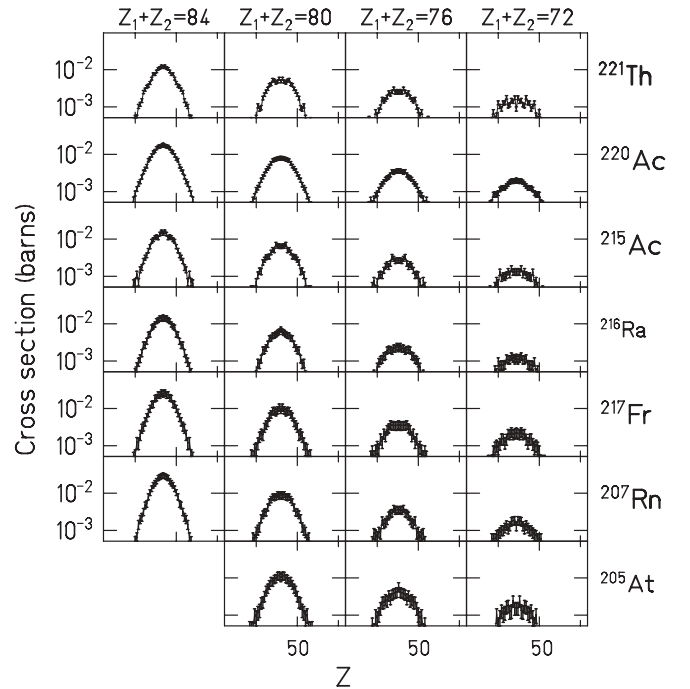 Z₁+Z₂=84 Z₁+Z₂=80 Z₁+Z₂=76 Z₁+Z₂=72
10⁻²
10⁻³
²²¹Th
10⁻²
10⁻³
²²⁰Ac
10⁻²
10⁻³
²¹⁵Ac
10⁻²
10⁻³
²¹⁶Ra
10⁻²
10⁻³
²¹⁷Fr
10⁻²
10⁻³
²⁰⁷Rn
²⁰⁵At
Cross section (barns)
50 50 50
Z